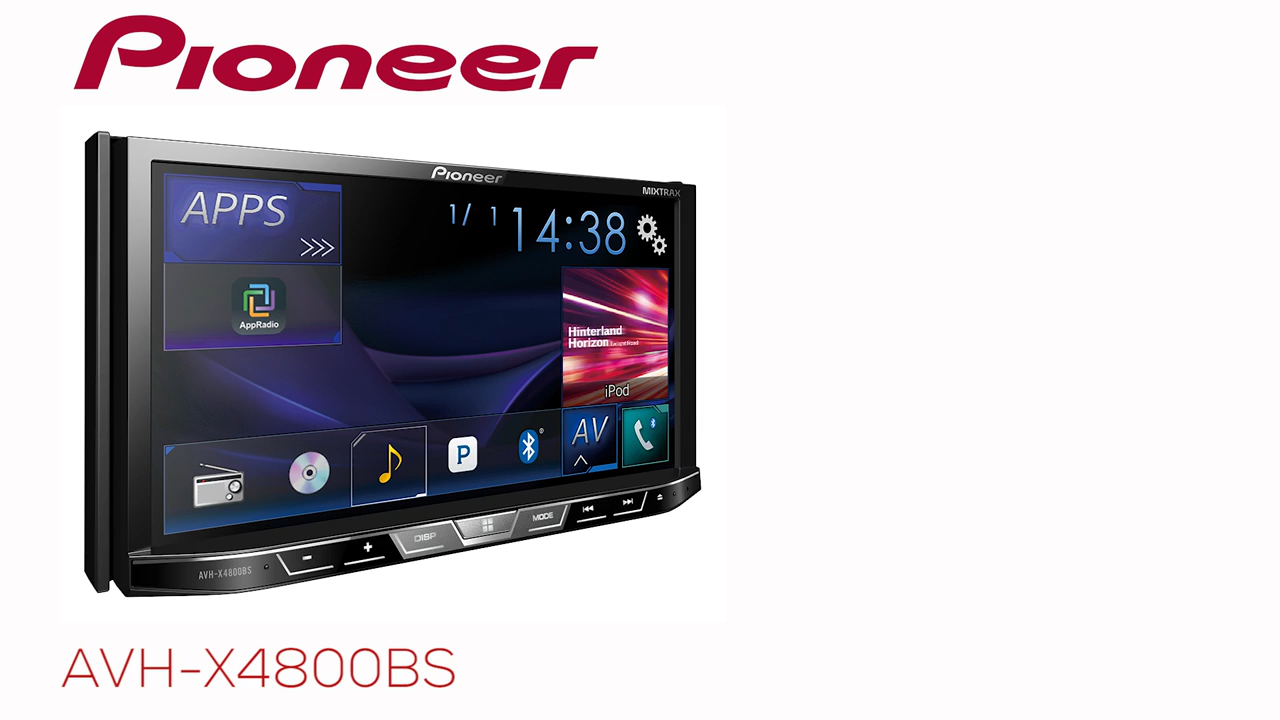 Pioneer
Pioneer
MIXTRAX
APPS
1/ 1 14:38
AppRadio
Hinterland
Horizon
iPod
AV
P
MODE
DISP
AVH-X4800BS
AVH-X4800BS